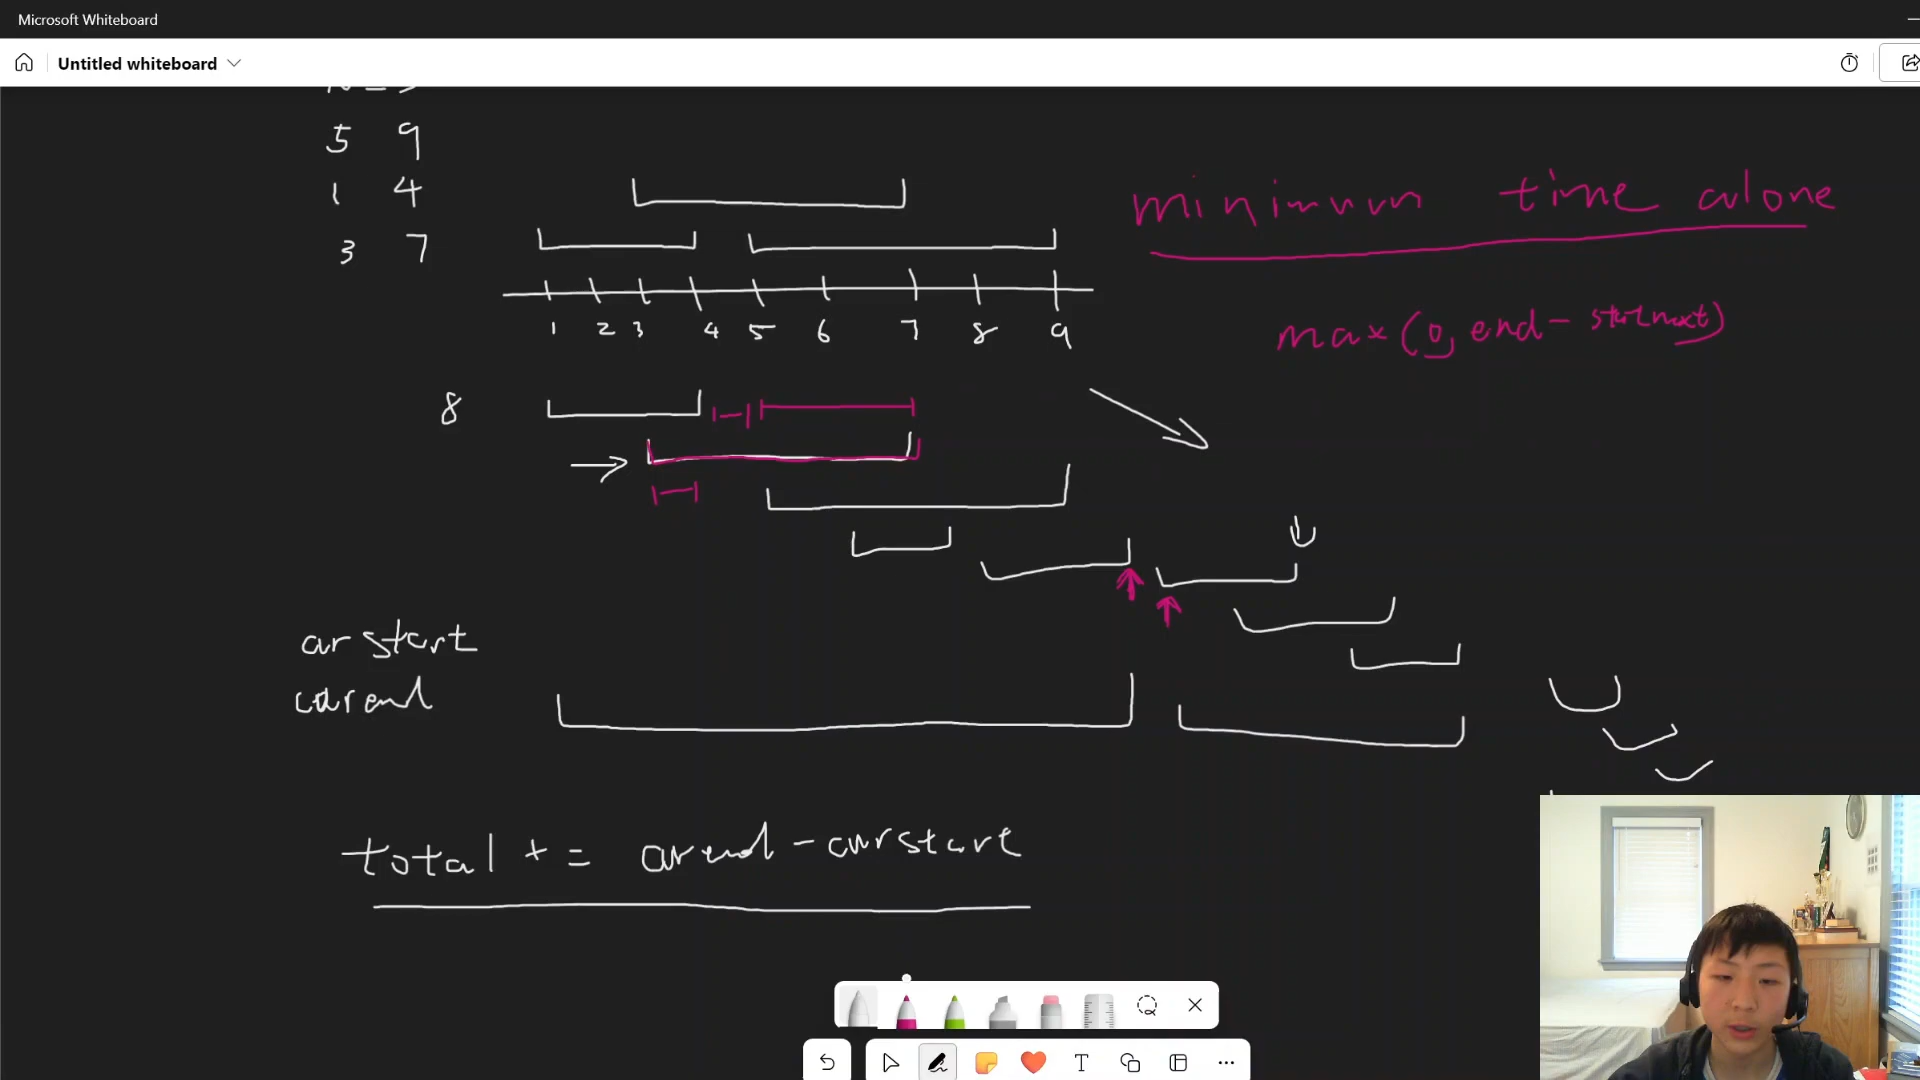 Microsoft Whiteboard
Untitled whiteboard
5 9
1 4
3 7
minimum time alone
1 2 3 4 5 6 7 8 9
max(0, end - startnext)
8
cur start
cur end
total += curend - curstart
T